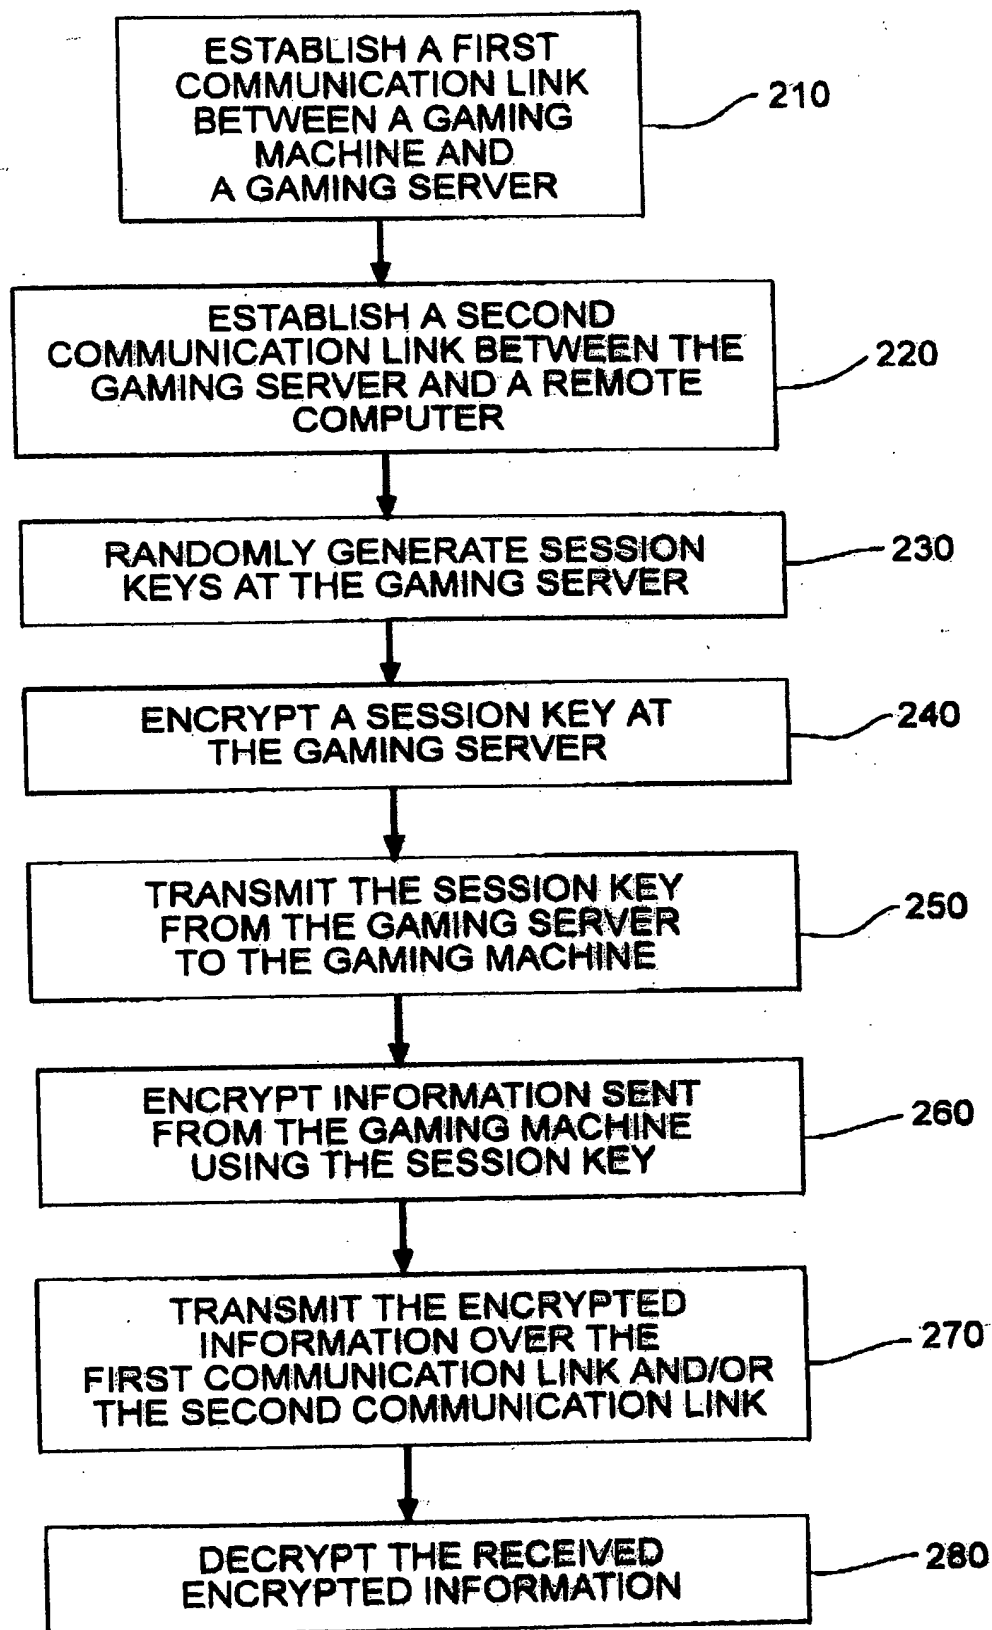 ESTABLISH A FIRST
COMMUNICATION LINK
BETWEEN A GAMING
MACHINE AND
A GAMING SERVER
210
ESTABLISH A SECOND
COMMUNICATION LINK BETWEEN THE
GAMING SERVER AND A REMOTE
COMPUTER
220
RANDOMLY GENERATE SESSION
KEYS AT THE GAMING SERVER
230
ENCRYPT A SESSION KEY AT
THE GAMING SERVER
240
TRANSMIT THE SESSION KEY
FROM THE GAMING SERVER
TO THE GAMING MACHINE
250
ENCRYPT INFORMATION SENT
FROM THE GAMING MACHINE
USING THE SESSION KEY
260
TRANSMIT THE ENCRYPTED
INFORMATION OVER THE
FIRST COMMUNICATION LINK AND/OR
THE SECOND COMMUNICATION LINK
270
DECRYPT THE RECEIVED
ENCRYPTED INFORMATION
280